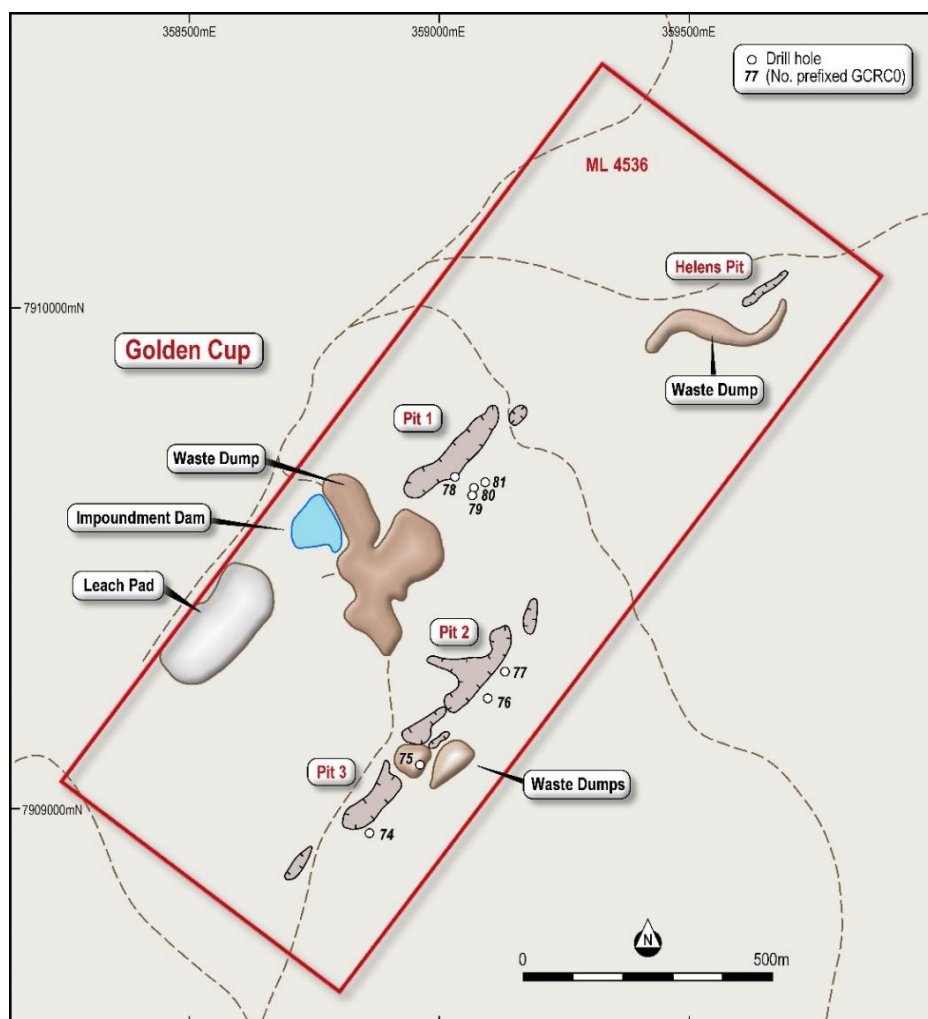 358500mE
359000mE
359500mE
Drill hole
77 (No. prefixed GCRC0)
ML 4536
Helens Pit
7910000mN
Golden Cup
Waste Dump
Pit 1
Waste Dump
78
81
80
79
Impoundment Dam
Leach Pad
Pit 2
77
76
75
Pit 3
Waste Dumps
7909000mN
74
N
0
500m